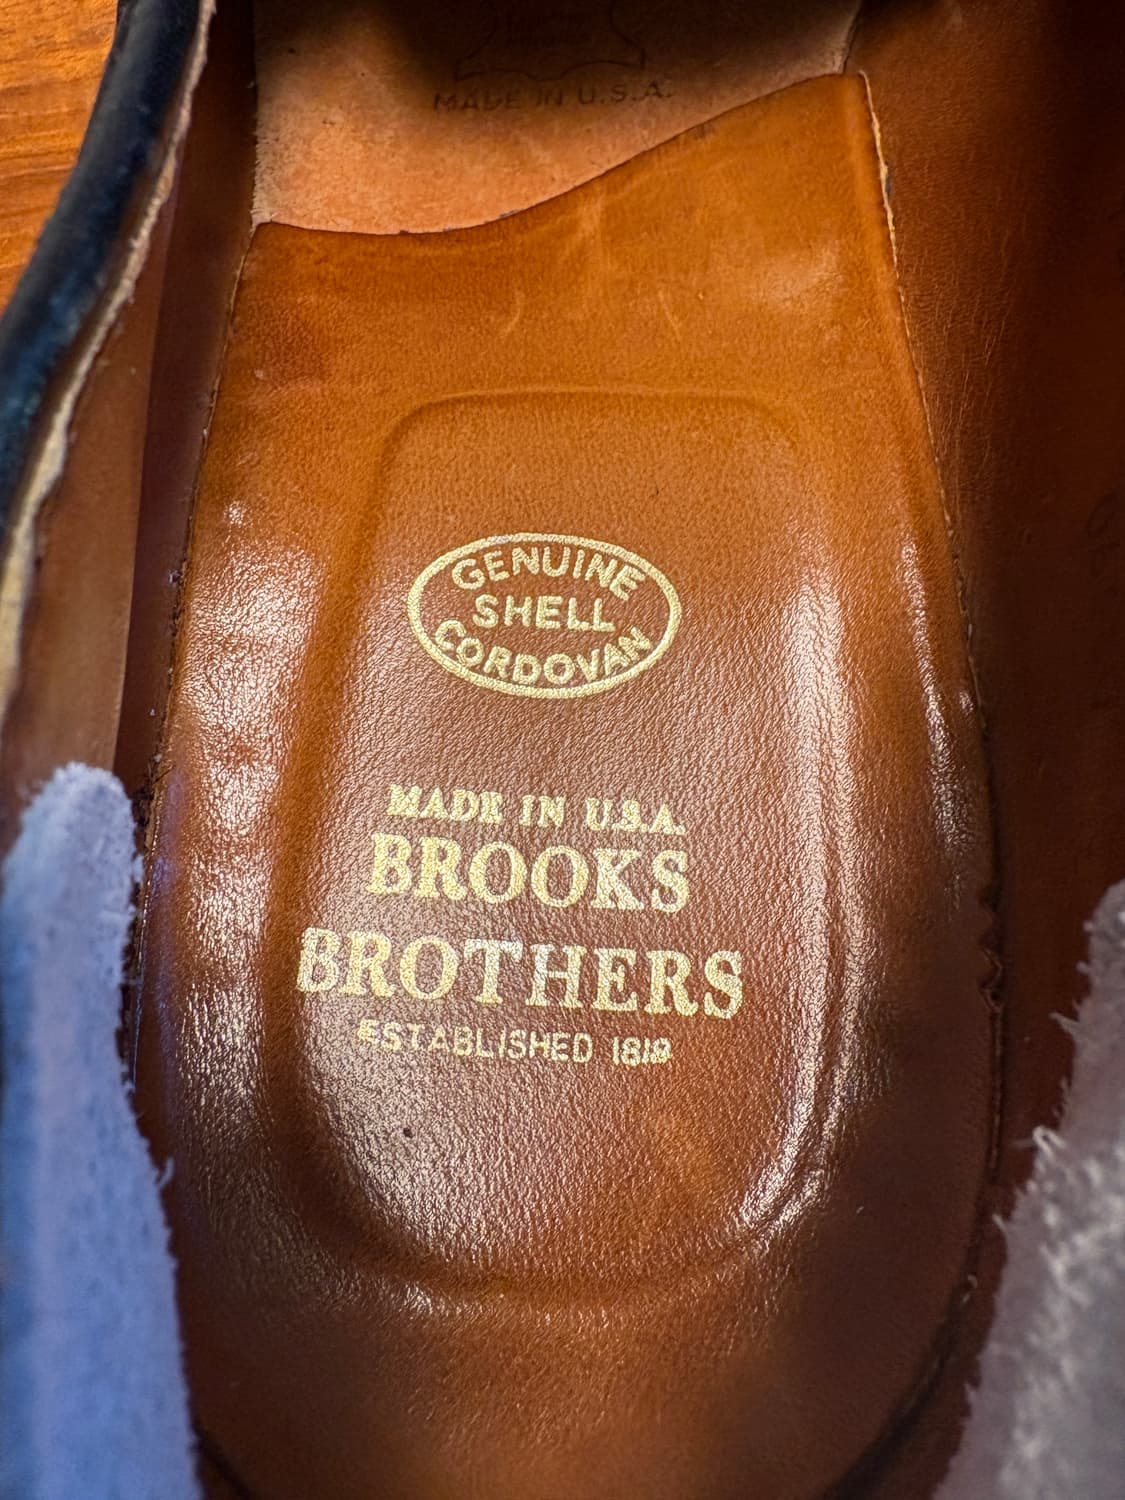 MADE IN U.S.A.
GENUINE
SHELL
CORDOVAN
MADE IN U.S.A.
BROOKS
BROTHERS
ESTABLISHED 1818